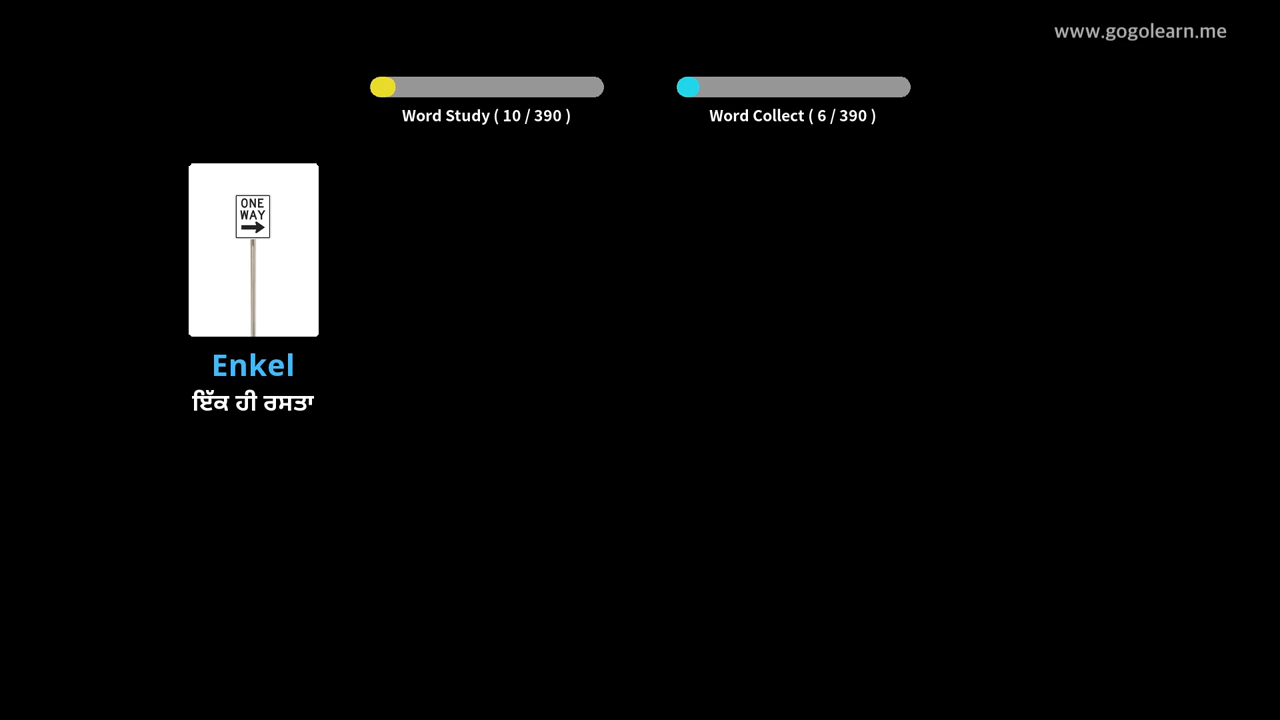 www.gogolearn.me
Word Study ( 10 / 390 )
Word Collect ( 6 / 390 )
ONE
WAY
Enkel
ਇੱਕ ਹੀ ਰਸਤਾ